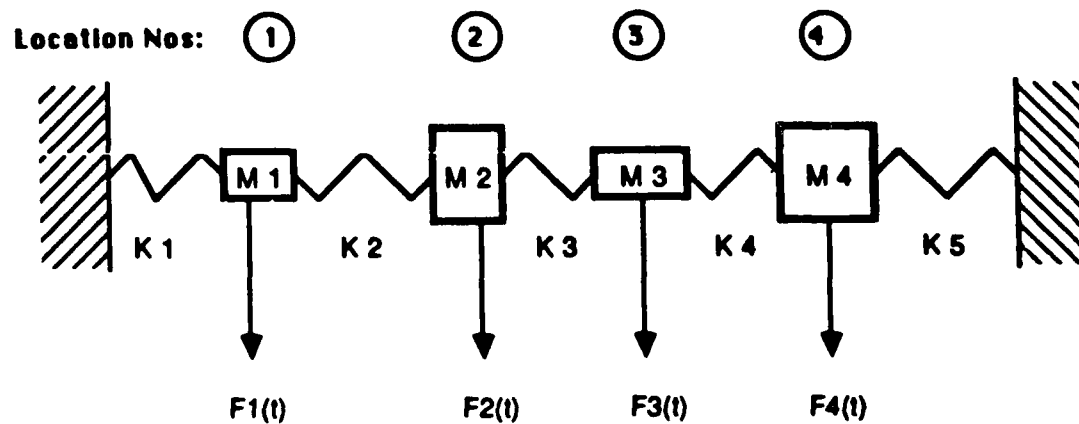 Location Nos: 1 2 3 4
M 1 M 2 M 3 M 4
K 1 K 2 K 3 K 4 K 5
F1(t) F2(t) F3(t) F4(t)